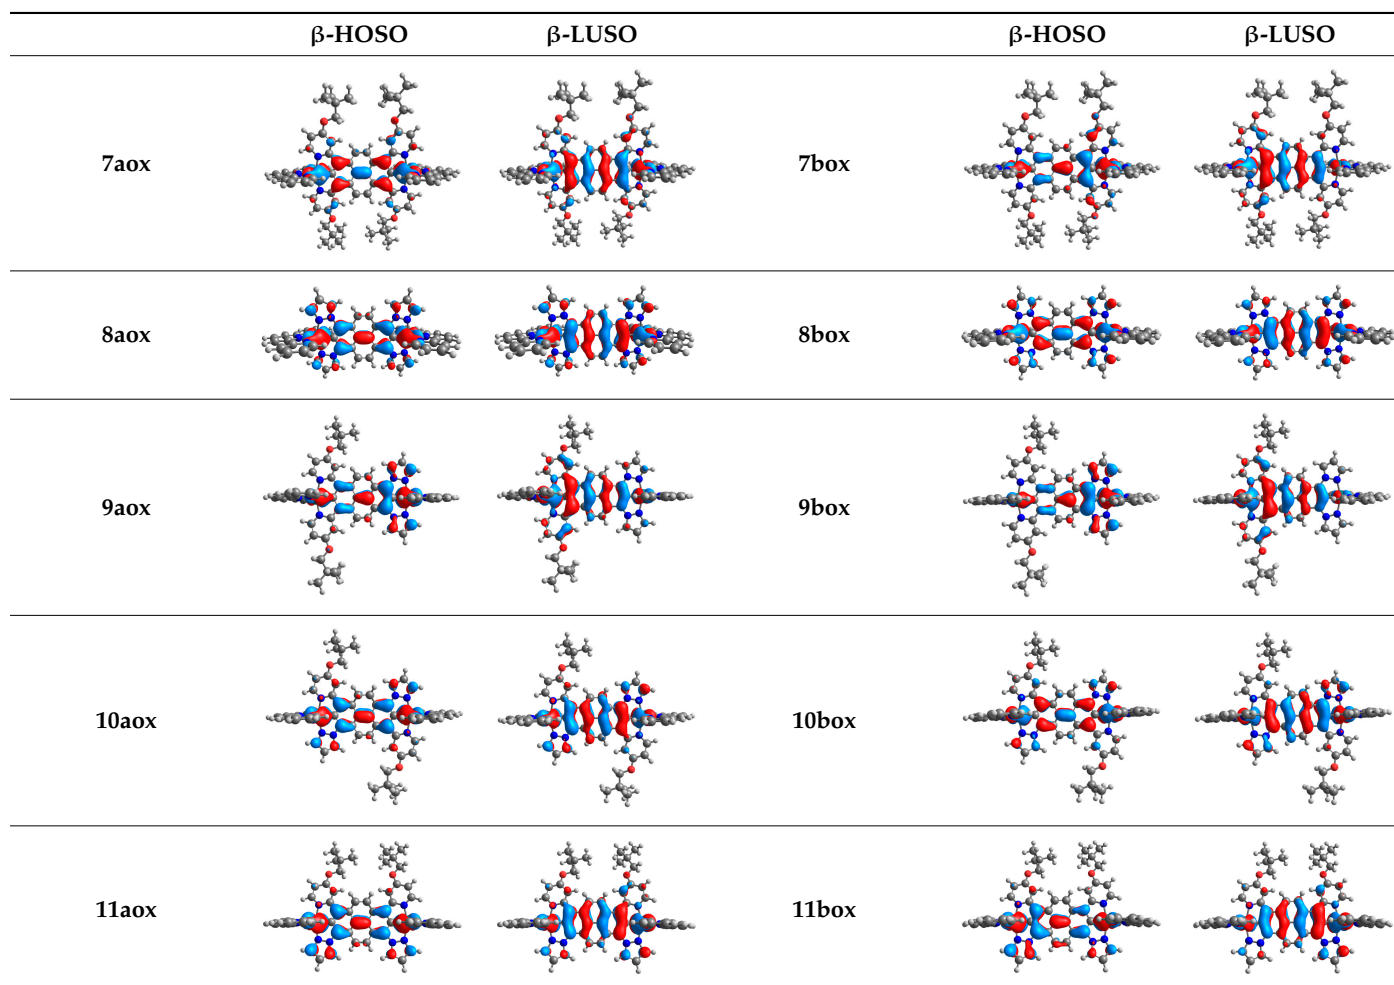 β-HOSO β-LUSO β-HOSO β-LUSO
7aox 7box
8aox 8box
9aox 9box
10aox 10box
11aox 11box